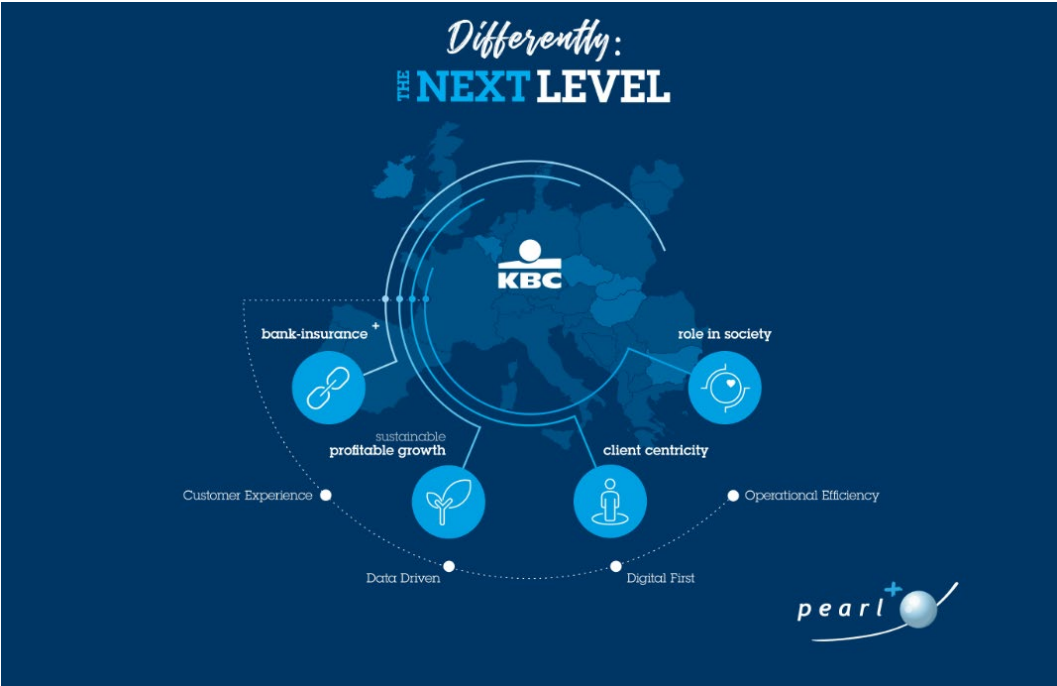 Differently:
THE NEXT LEVEL
KBC
bank-insurance +
role in society
sustainable
profitable growth
client centricity
Customer Experience
Operational Efficiency
Data Driven
Digital First
pearl+